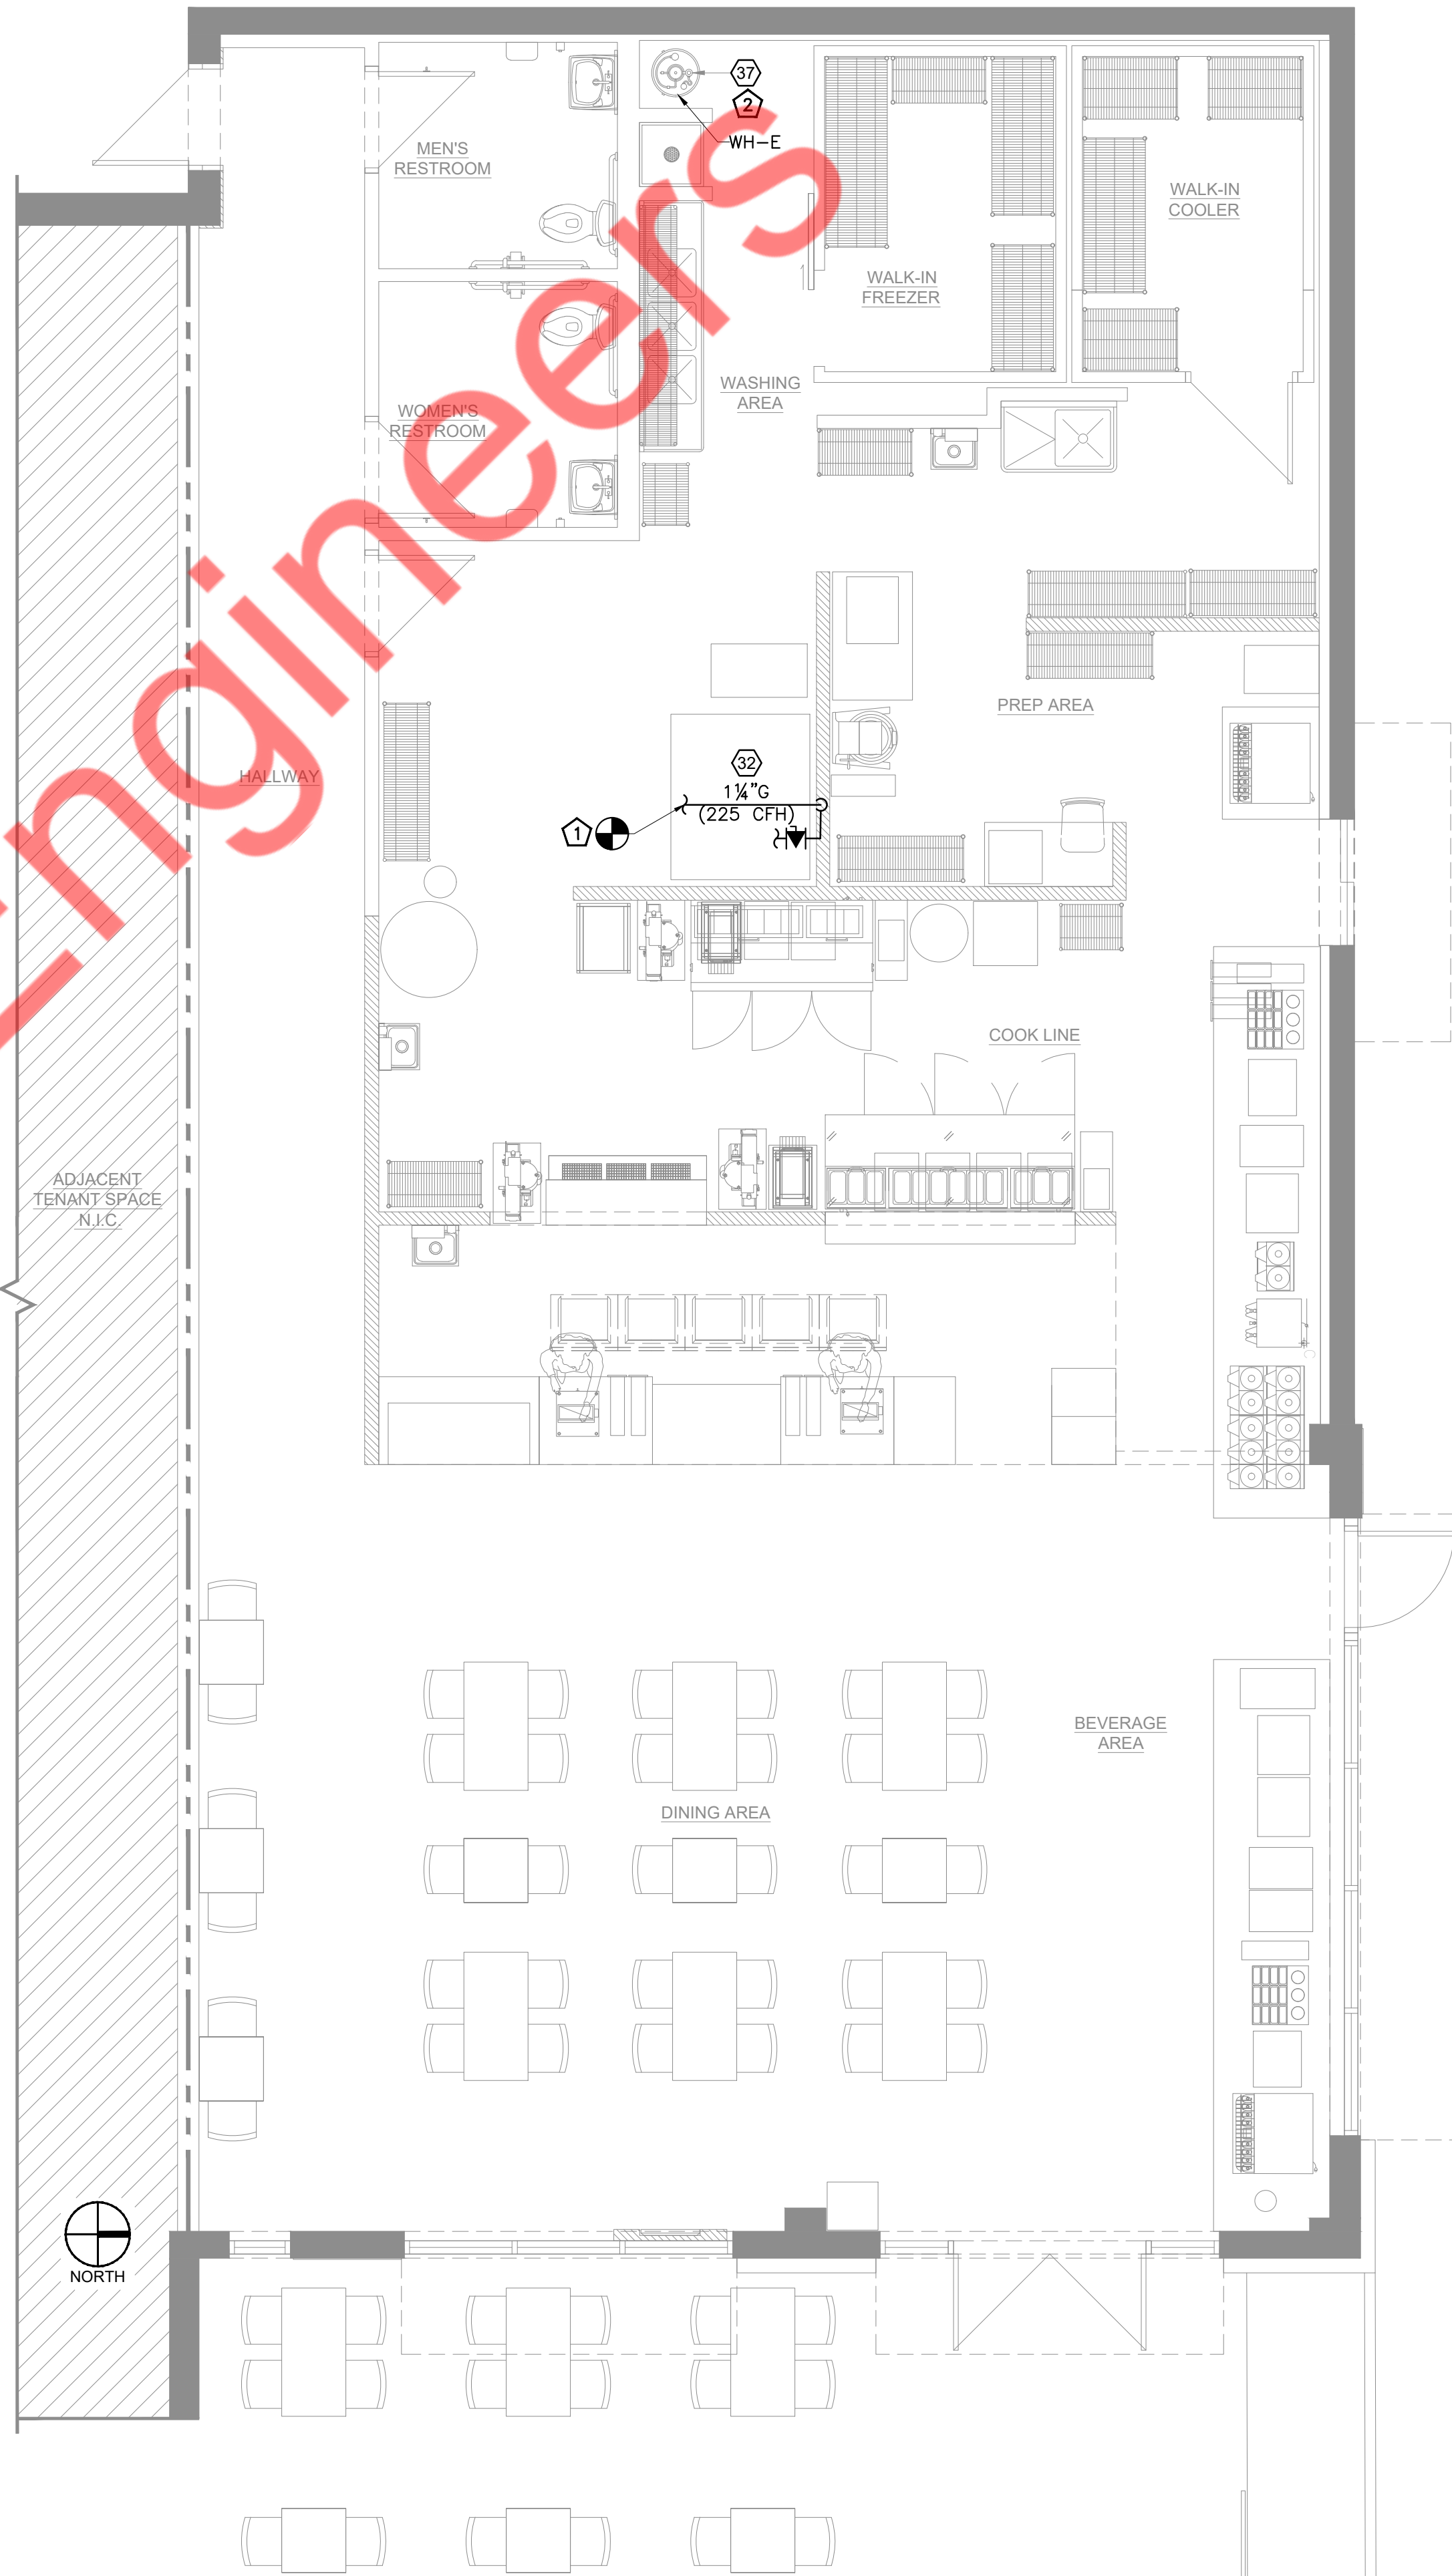 37
2
WH-E
MEN'S
RESTROOM
WALK-IN
COOLER
WALK-IN
FREEZER
WASHING
AREA
WOMEN'S
RESTROOM
PREP AREA
HALLWAY
32
1¼"G
(225 CFH)
1
COOK LINE
ADJACENT
TENANT SPACE
N.I.C.
BEVERAGE
AREA
DINING AREA
NORTH
Engineers